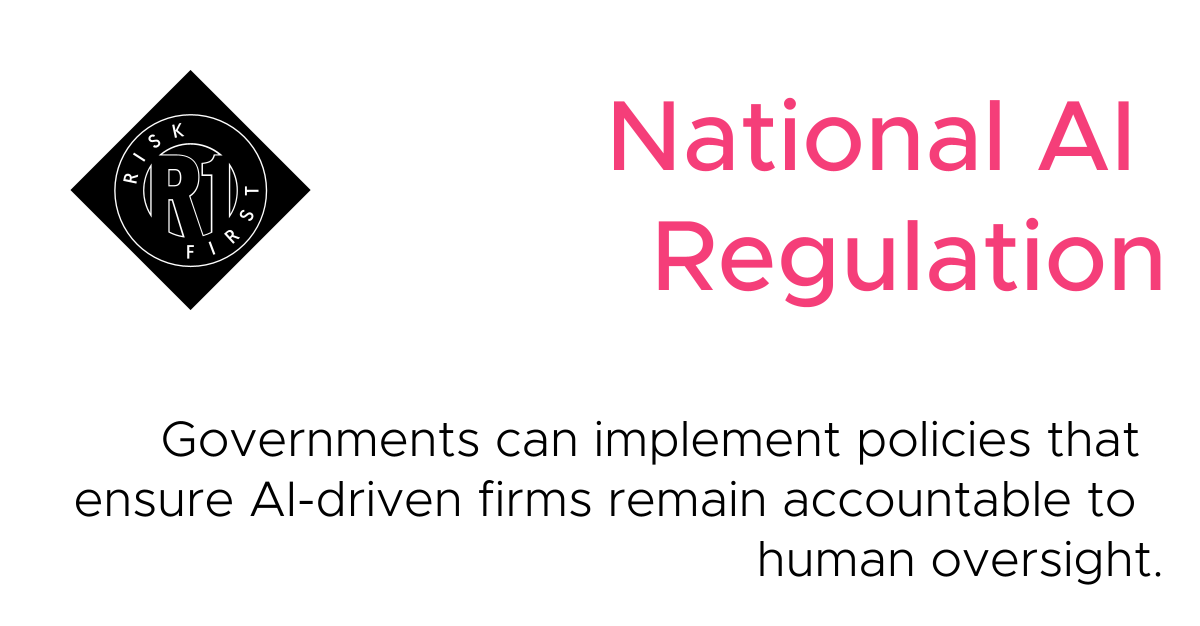 RISK
R1
FIRST
National AI
Regulation
Governments can implement policies that
ensure AI-driven firms remain accountable to
human oversight.